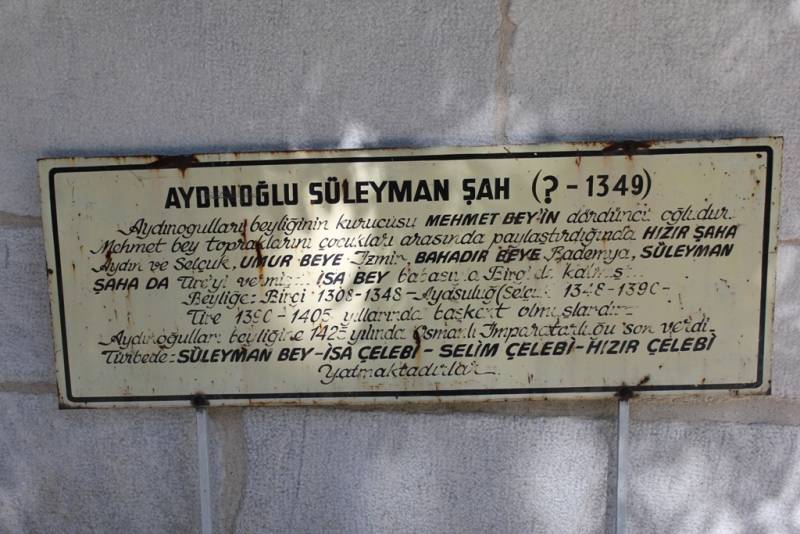 AYDINOĞLU SÜLEYMAN ŞAH (? - 1349)
Aydınogulları beyliğinin kurucusu MEHMET BEY'İN dördüncü oğludur.
Mehmet bey topraklarını çocukları arasında paylaştırdığında HIZIR ŞAHA
Aydın ve Selçuk, UMUR BEYE İzmir, BAHADIR BEYE Bademya, SÜLEYMAN
ŞAHA DA Tire'yi vermiş İSA BEY babasıyla Birgi'de kalmıştır
Beyliğe: Birgi 1308-1348- Ayasuluğ (Selçuk 1348-1390-
Tire 1390-1405 yıllarında başkent olmuşlardır
Aydınoğulları beyliğine 1425 yılında Osmanlı İmparatorluğu son verdi-
Türbede: SÜLEYMAN BEY-İSA ÇELEBİ - SELİM ÇELEBİ-HIZIR ÇELEBİ
Yatmaktadırlar